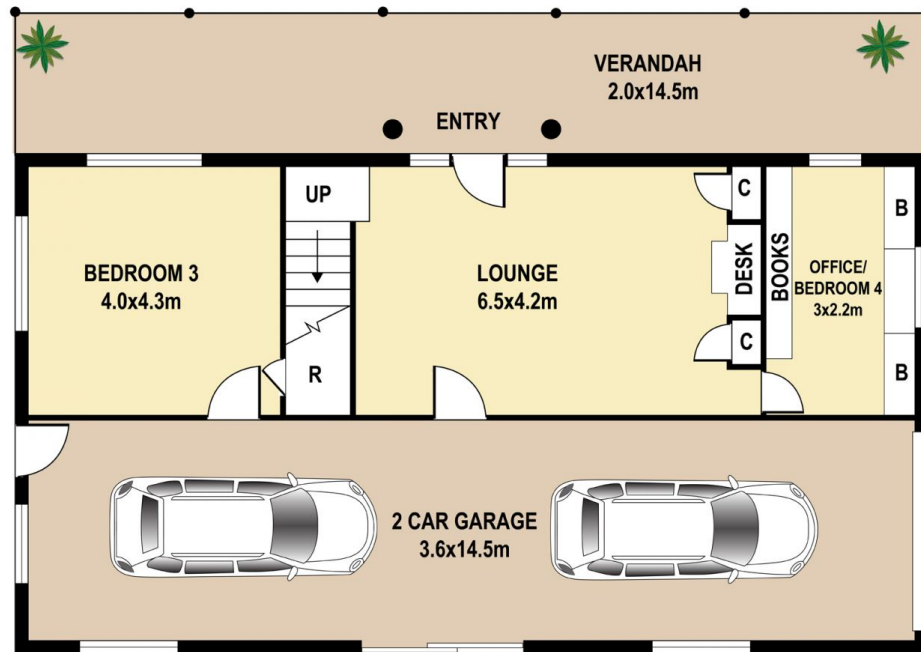 VERANDAH
2.0x14.5m
ENTRY
UP
C
B
BEDROOM 3
4.0x4.3m
LOUNGE
6.5x4.2m
DESK
BOOKS
OFFICE/
BEDROOM 4
3x2.2m
R
C
B
2 CAR GARAGE
3.6x14.5m